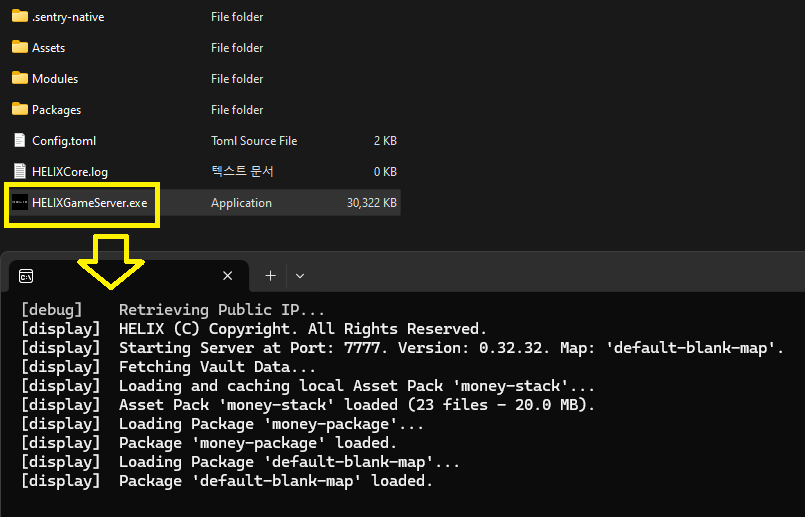 .sentry-native File folder
Assets File folder
Modules File folder
Packages File folder
Config.toml Toml Source File 2 KB
HELIXCore.log 텍스트 문서 0 KB
HELIXGameServer.exe Application 30,322 KB
[debug] Retrieving Public IP...
[display] HELIX (C) Copyright. All Rights Reserved.
[display] Starting Server at Port: 7777. Version: 0.32.32. Map: 'default-blank-map'.
[display] Fetching Vault Data...
[display] Loading and caching local Asset Pack 'money-stack'...
[display] Asset Pack 'money-stack' loaded (23 files - 20.0 MB).
[display] Loading Package 'money-package'...
[display] Package 'money-package' loaded.
[display] Loading Package 'default-blank-map'...
[display] Package 'default-blank-map' loaded.